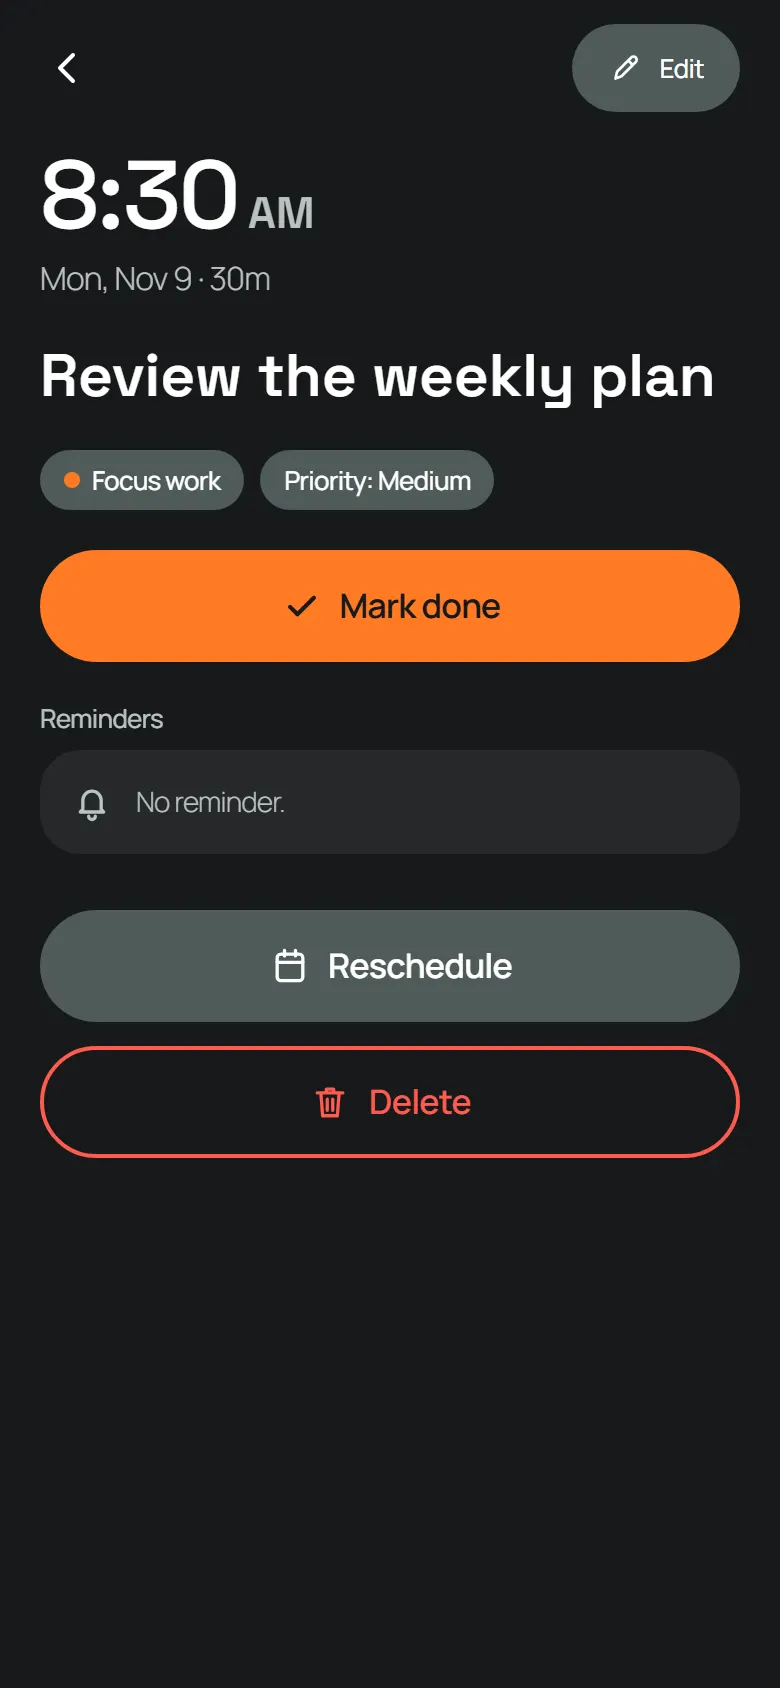 Edit
8:30 AM
Mon, Nov 9 · 30m
Review the weekly plan
Focus work
Priority: Medium
Mark done
Reminders
No reminder.
Reschedule
Delete